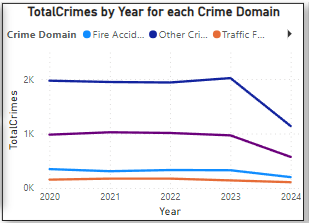 TotalCrimes by Year for each Crime Domain
Crime Domain Fire Accid... Other Cri... Traffic F...
2K
1K
0K
TotalCrimes
2020 2021 2022 2023 2024
Year